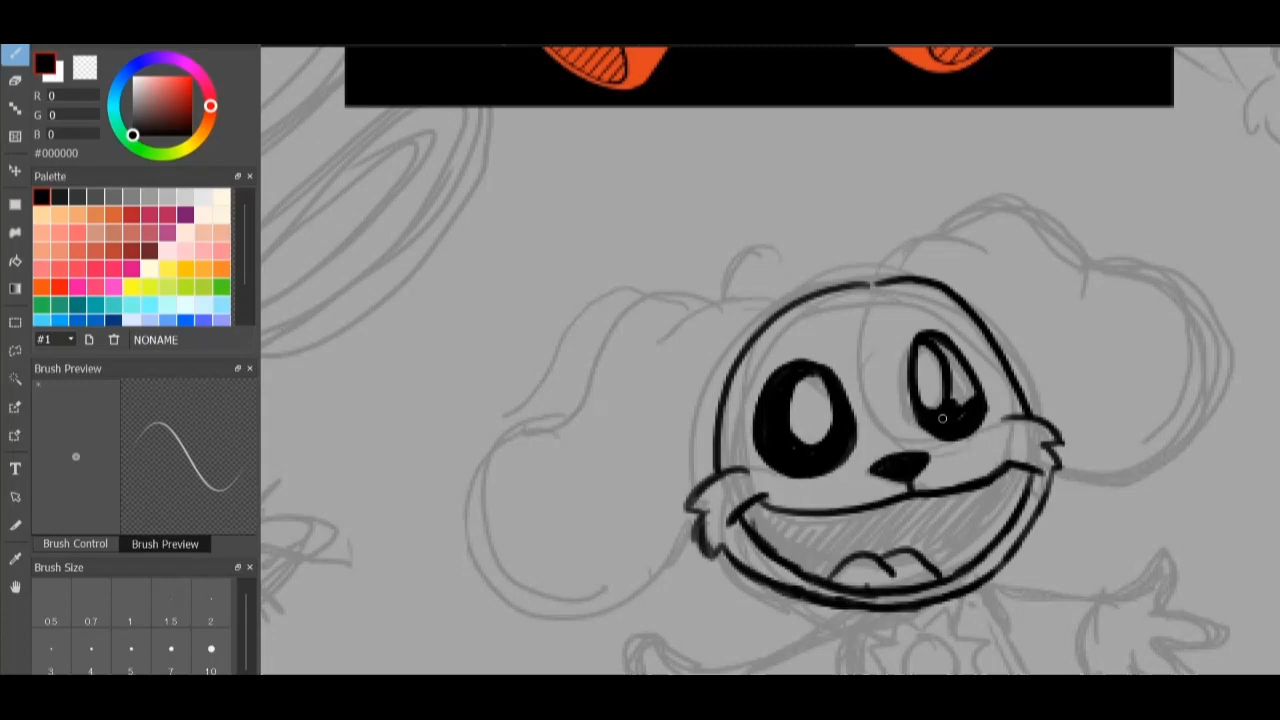 R 0
G 0
B 0
#000000
Palette
#1 NONAME
Brush Preview
Brush Control Brush Preview
Brush Size
0.5 0.7 1 1.5 2
3 4 5 7 10
T